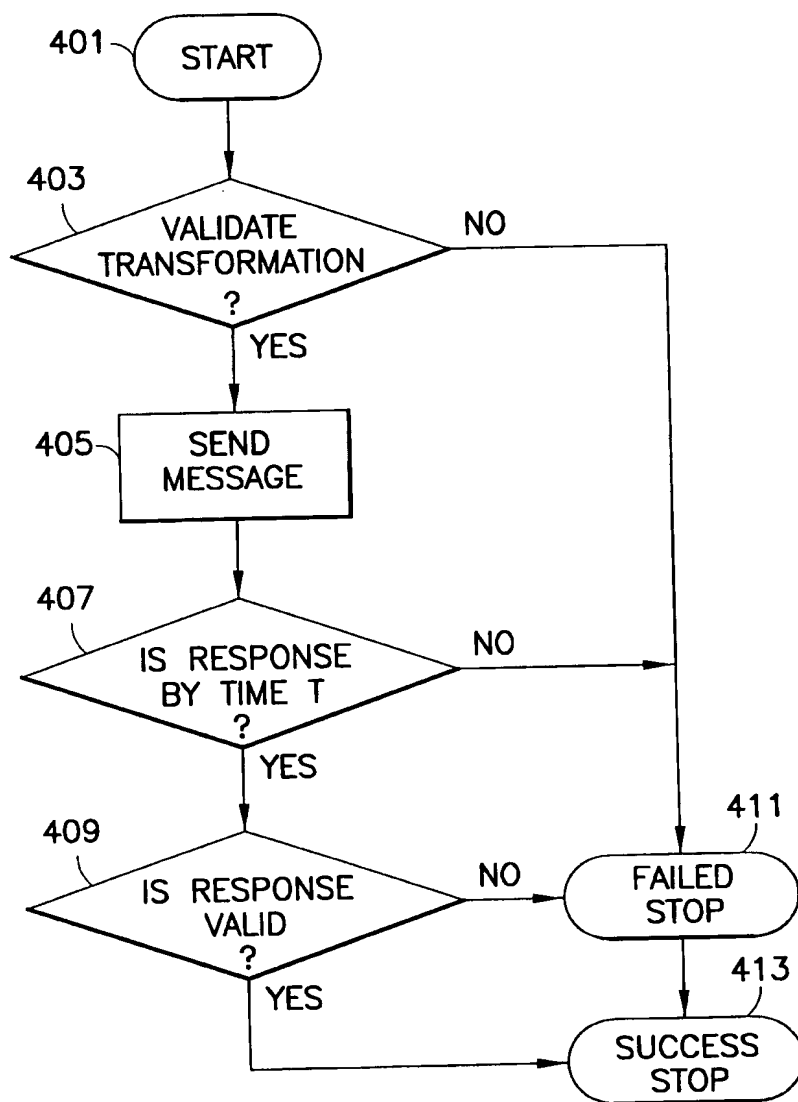 401
START
403
VALIDATE
TRANSFORMATION
?
NO
YES
405
SEND
MESSAGE
407
IS RESPONSE
BY TIME T
?
NO
YES
409
IS RESPONSE
VALID
?
NO
YES
411
FAILED
STOP
413
SUCCESS
STOP